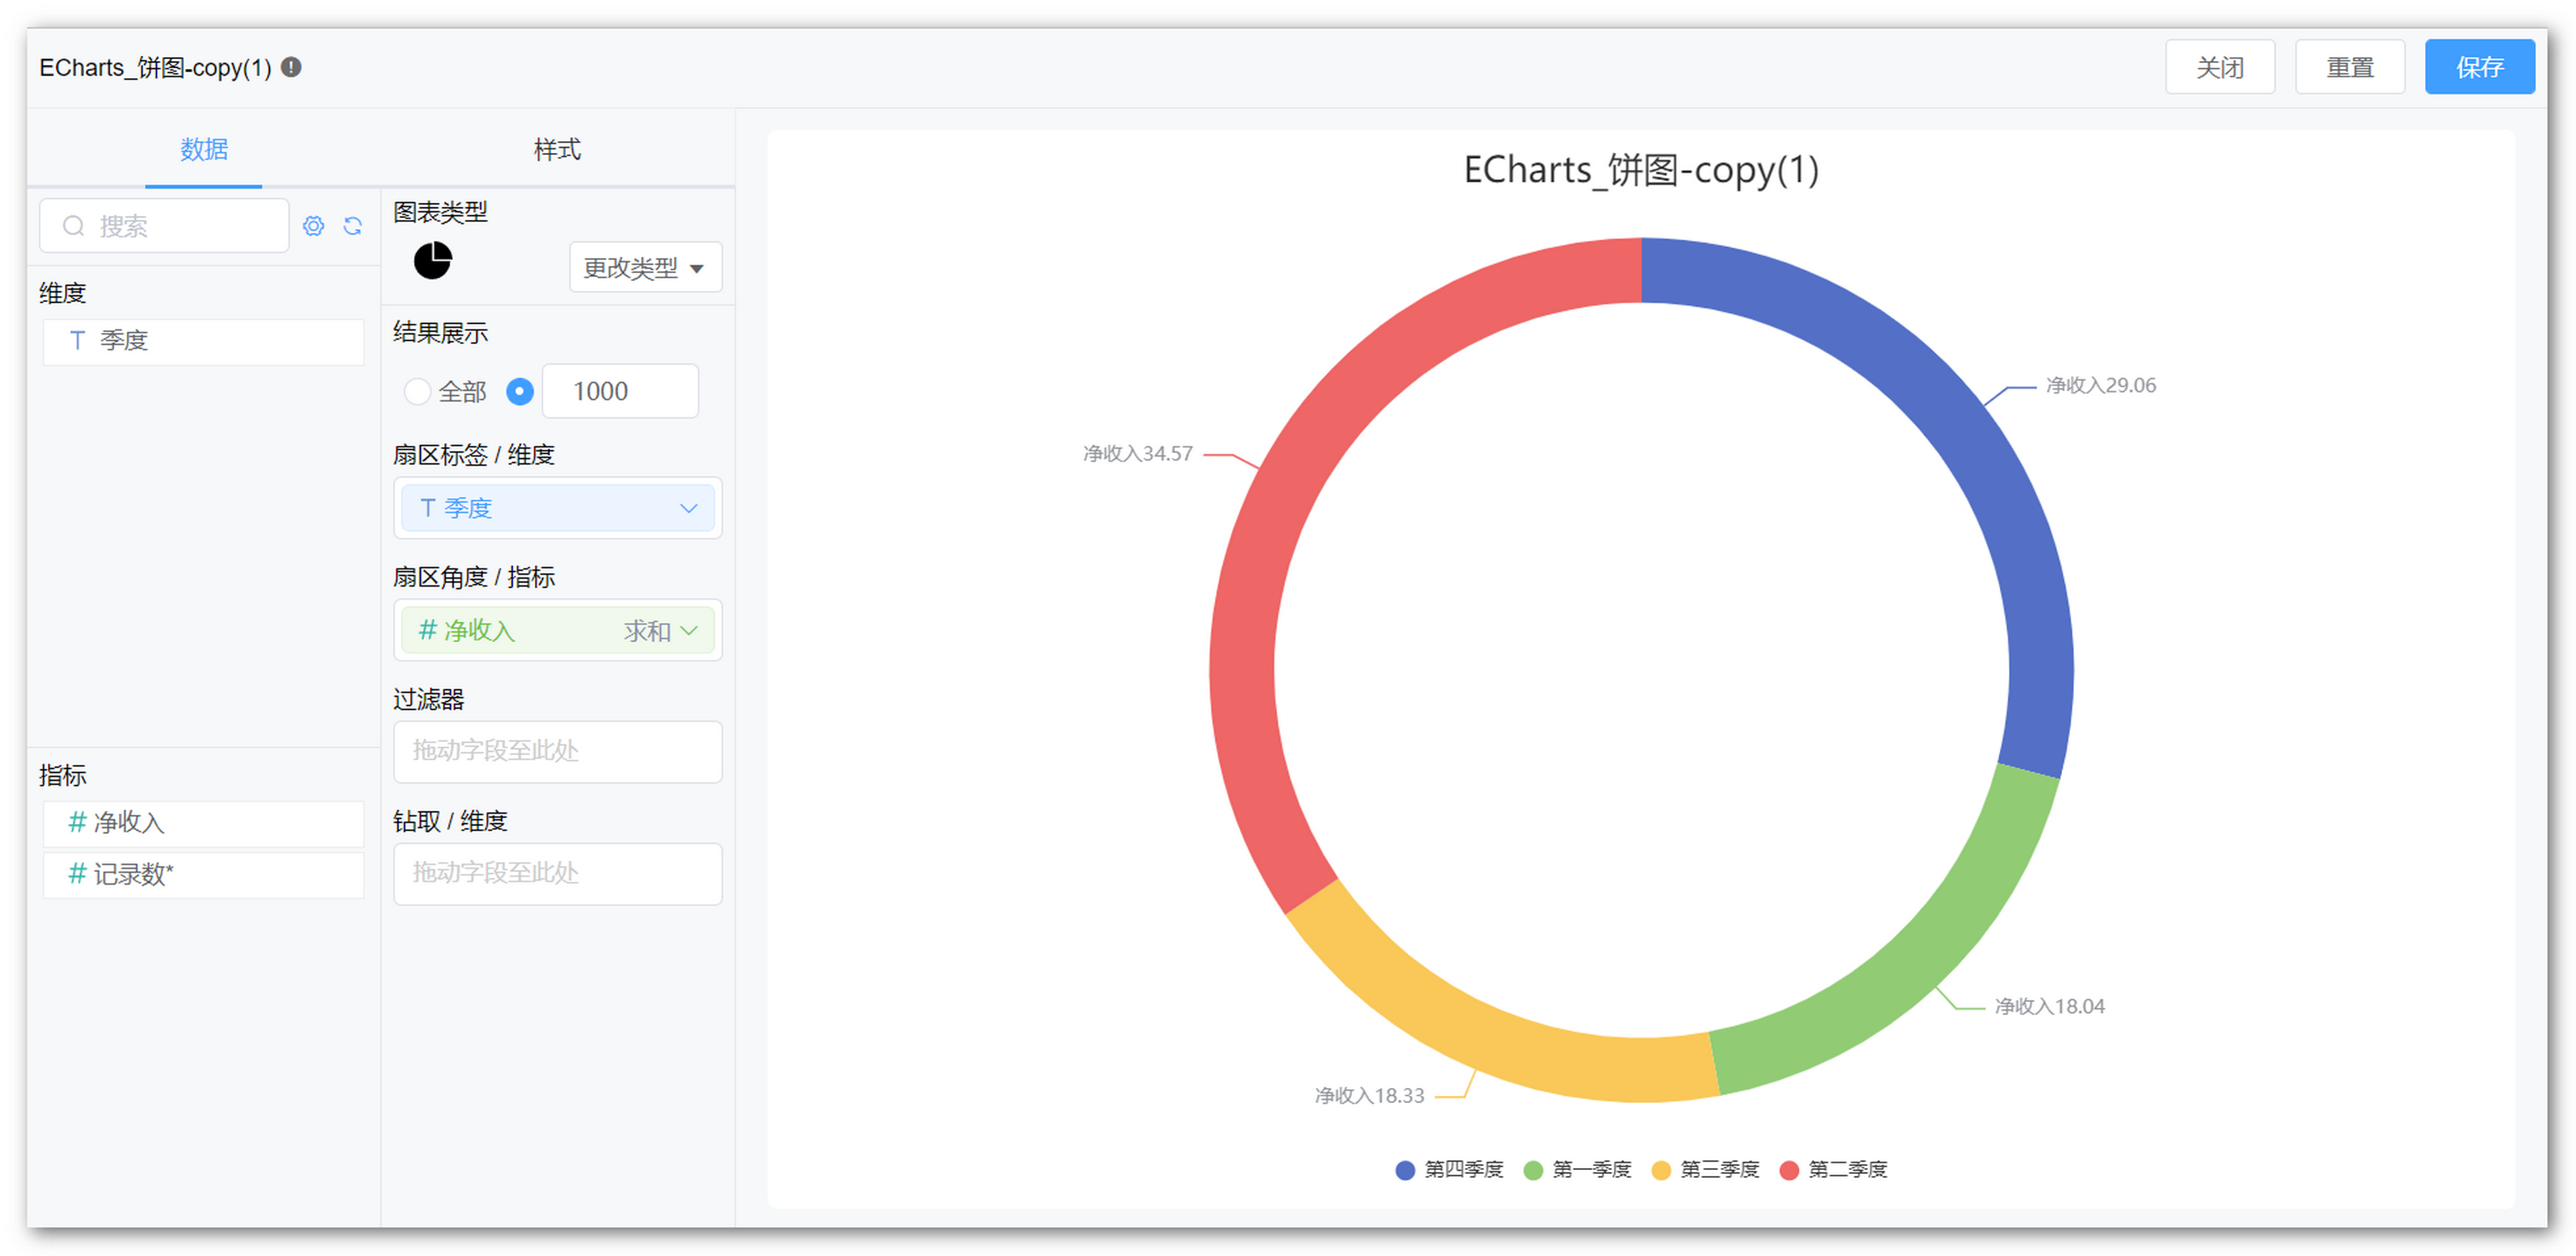 ECharts_饼图-copy(1)
关闭
重置
保存
数据
样式
搜索
维度
T 季度
指标
# 净收入
# 记录数*
图表类型
更改类型
结果展示
全部
1000
扇区标签 / 维度
T 季度
扇区角度 / 指标
# 净收入 求和
过滤器
拖动字段至此处
钻取 / 维度
拖动字段至此处
ECharts_饼图-copy(1)
净收入29.06
净收入34.57
净收入18.04
净收入18.33
第四季度 第一季度 第三季度 第二季度